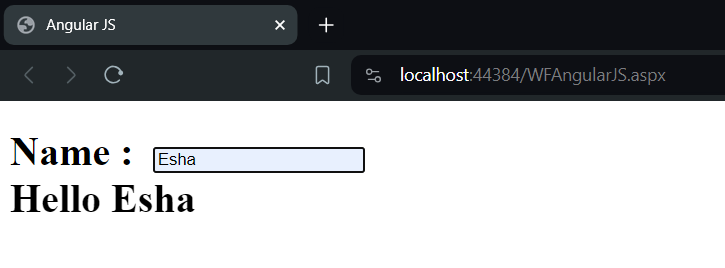 Angular JS
localhost:44384/WFAngularJS.aspx
Name : Esha
Hello Esha